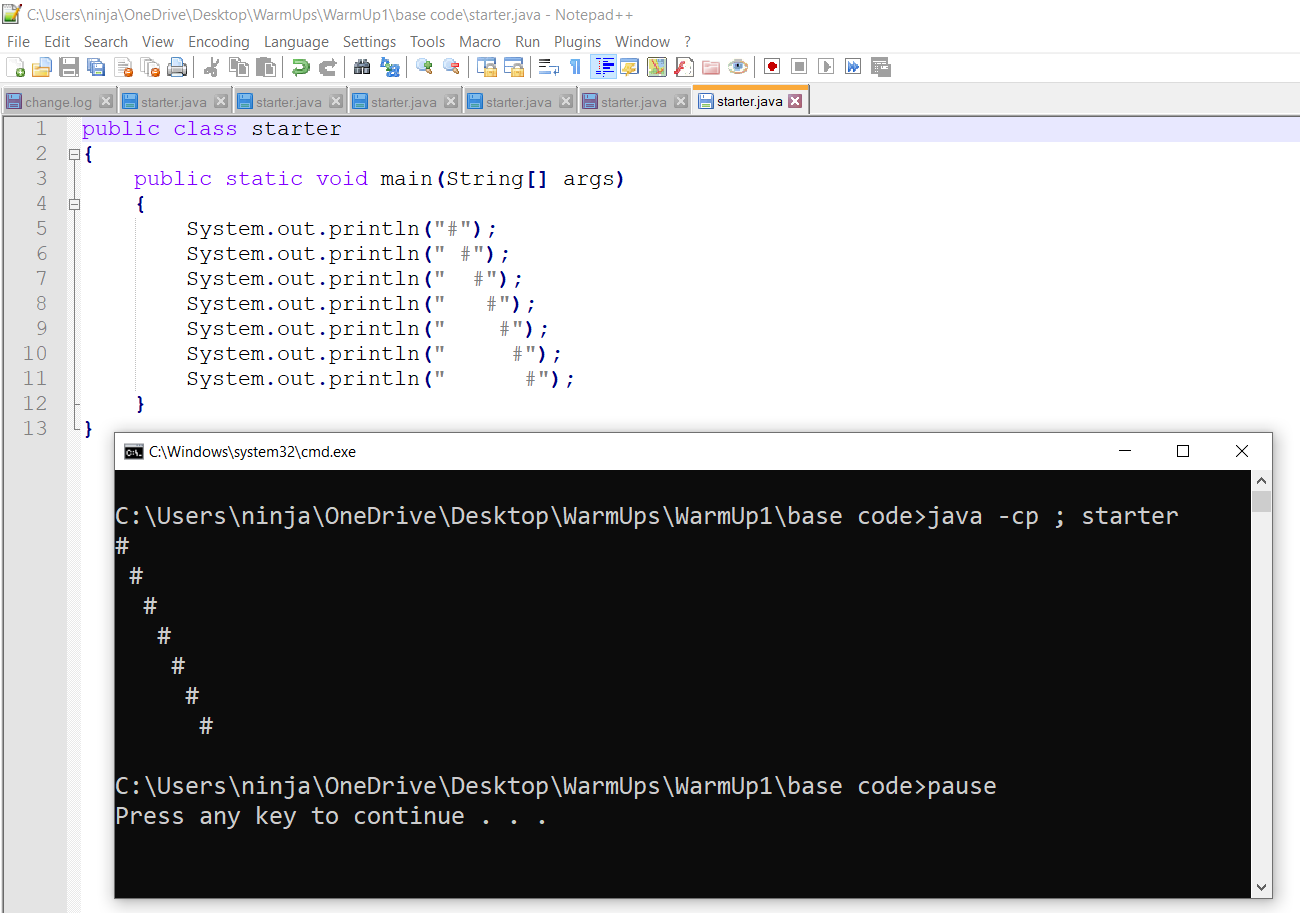 C:\Users\ninja\OneDrive\Desktop\WarmUps\WarmUp1\base code\starter.java - Notepad++
File Edit Search View Encoding Language Settings Tools Macro Run Plugins Window ?
change.log starter.java starter.java starter.java starter.java starter.java starter.java
1 public class starter
2 {
3     public static void main(String[] args)
4     {
5         System.out.println("#");
6         System.out.println(" #");
7         System.out.println("  #");
8         System.out.println("   #");
9         System.out.println("    #");
10         System.out.println("     #");
11         System.out.println("      #");
12     }
13 }
C:\Windows\system32\cmd.exe
C:\Users\ninja\OneDrive\Desktop\WarmUps\WarmUp1\base code>java -cp ; starter
#
 #
  #
   #
    #
     #
      #
C:\Users\ninja\OneDrive\Desktop\WarmUps\WarmUp1\base code>pause
Press any key to continue . . .